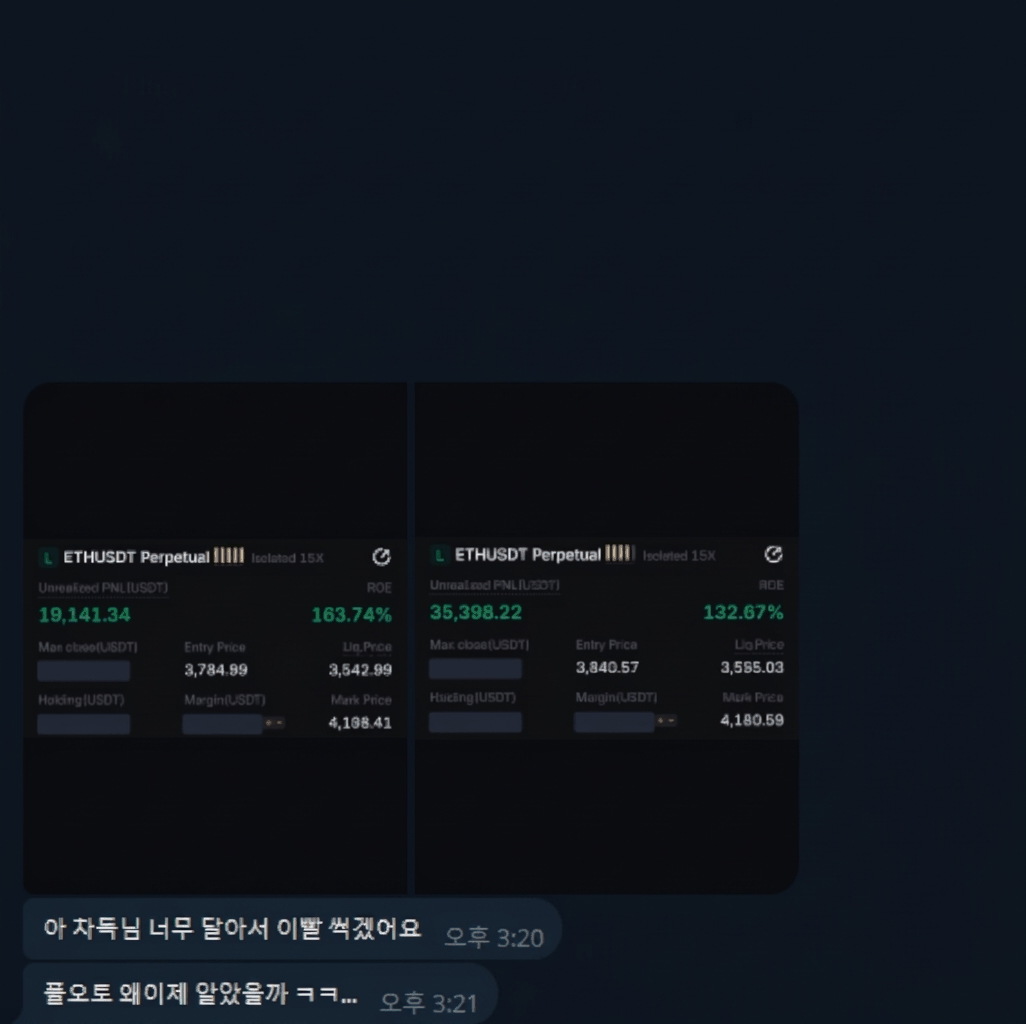 L ETHUSDT Perpetual Isolated 15X
Unrealized PNL(USDT) ROE
19,141.34 163.74%
Max close(USDT) Entry Price Liq.Price
3,784.99 3,542.99
Holding(USDT) Margin(USDT) Mark Price
4,198.41
L ETHUSDT Perpetual Isolated 15X
Unrealized PNL(USDT) ROE
35,398.22 132.67%
Max close(USDT) Entry Price Liq.Price
3,840.57 3,595.03
Holding(USDT) Margin(USDT) Mark Price
4,180.59
아 차득님 너무 달아서 이빨 썩겠어요 오후 3:20
풀오토 왜이제 알았을까 ㅋㅋ... 오후 3:21